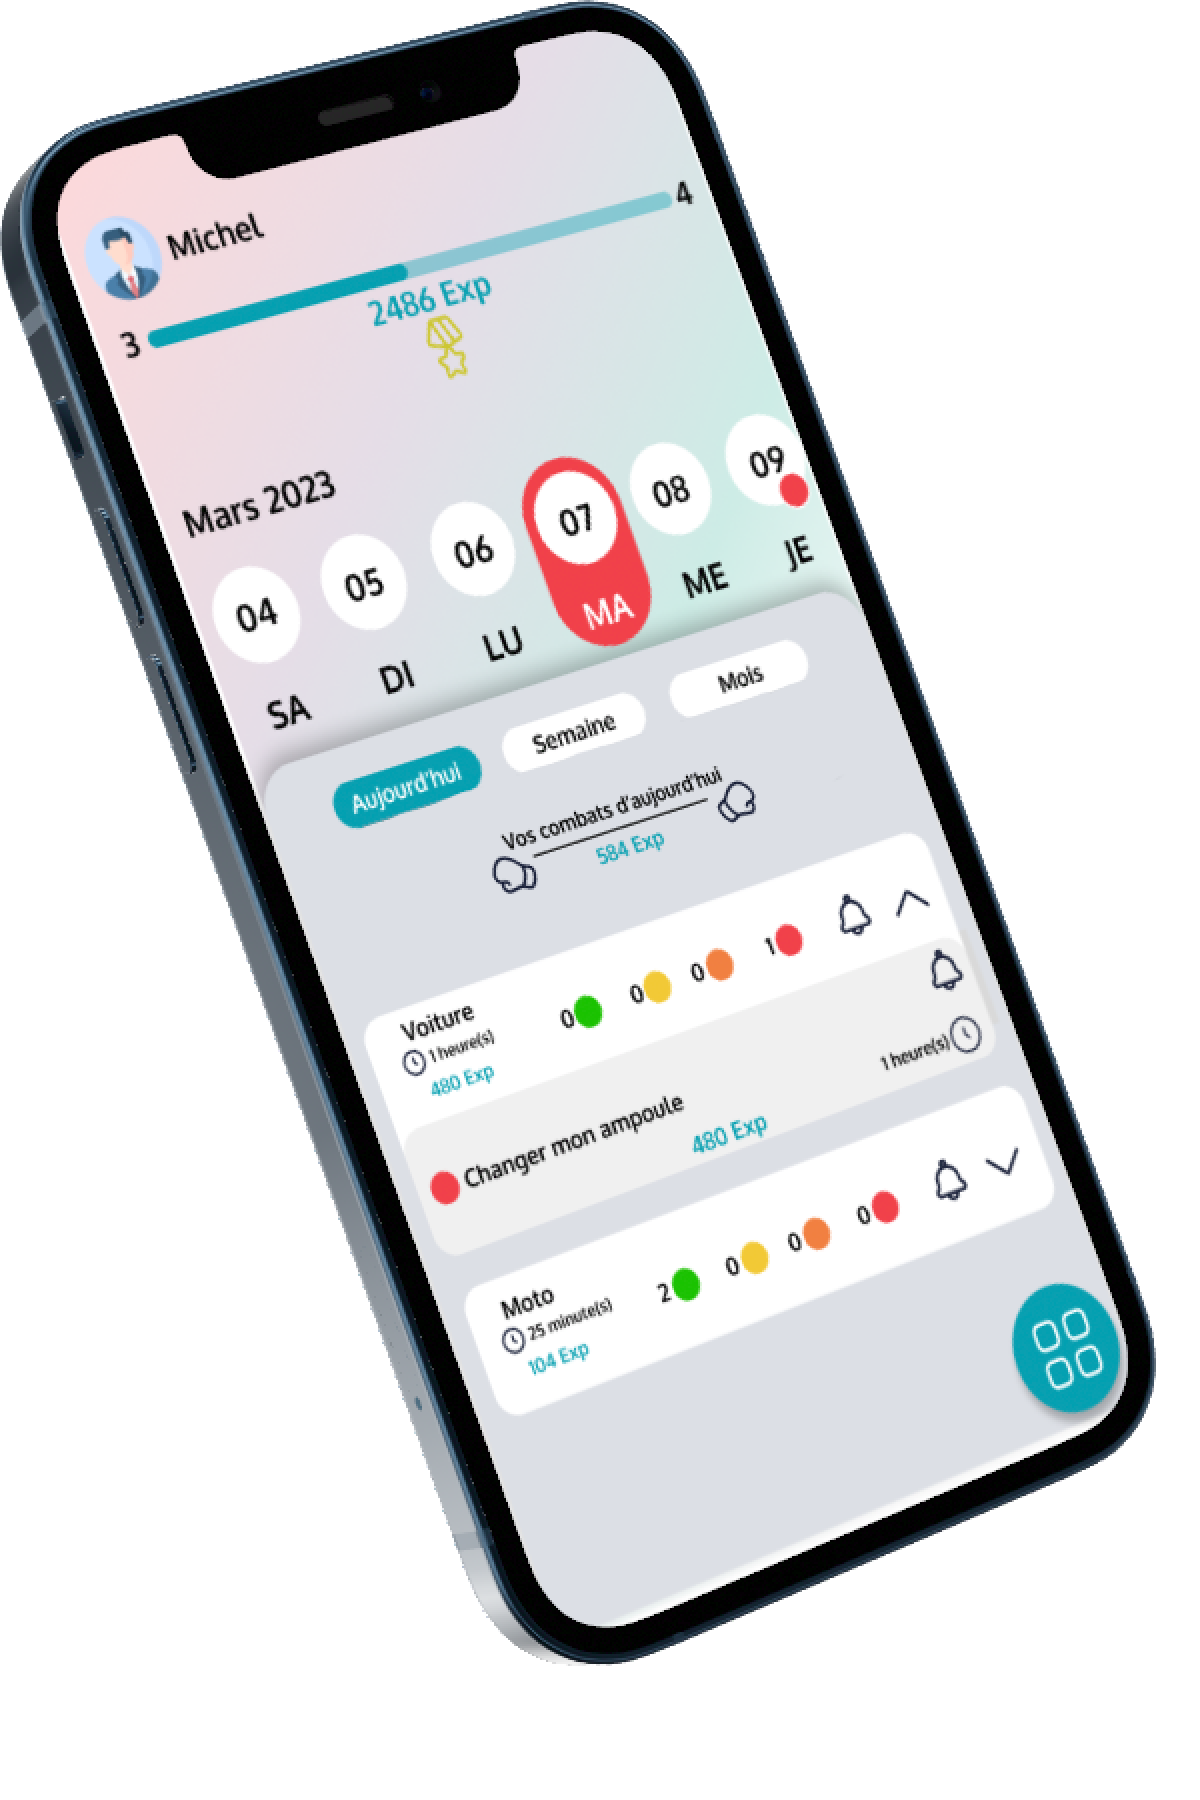 Michel
3
4
2486 Exp
Mars 2023
04 05 06 07 08 09
SA DI LU MA ME JE
Aujourd'hui Semaine Mois
Vos combats d'aujourd'hui
584 Exp
Voiture
1 heure(s)
480 Exp
0 0 0 1
Changer mon ampoule
480 Exp
1 heure(s)
Moto
25 minute(s)
104 Exp
2 0 0 0